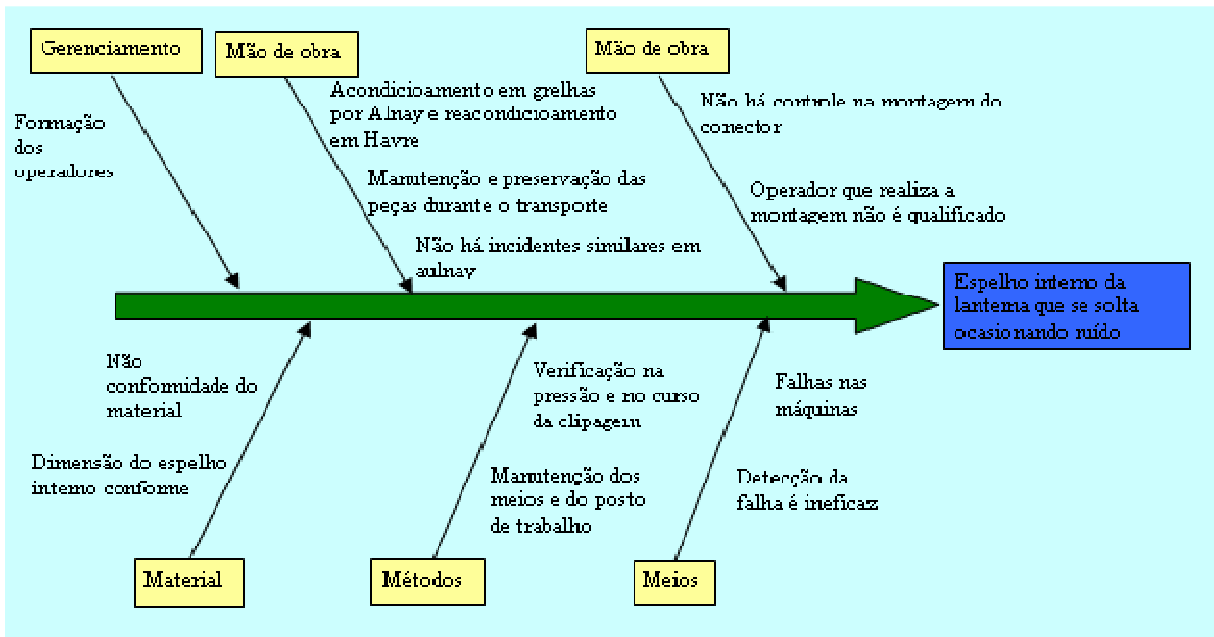 Gerenciamento
Mão de obra
Mão de obra
Formação
dos
operadores
Acondicioamento em grelhas
por Alnay e reacondicioamento
em Havre
Manutenção e preservação das
peças durante o transporte
Não há incidentes similares em
aulnay
Não há controle na montagem do
conector
Operador que realiza a
montagem não é qualificado
Espelho interno da
lanterna que se solta
ocasionando ruído
Não
conformidade do
material
Dimensão do espelho
interno conforme
Verificação na
pressão e no curso
da clipagem
Manutenção dos
meios e do posto
de trabalho
Falhas nas
máquinas
Detecção da
falha é ineficaz
Material
Métodos
Meios